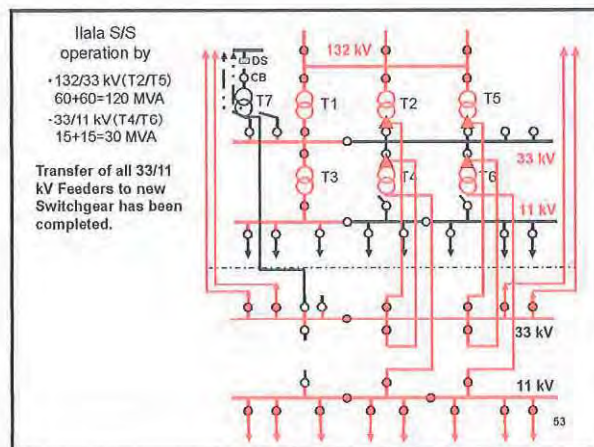 Ilala S/S
operation by
• 132/33 kV(T2/T5)
60+60=120 MVA
-33/11 kV(T4/T6)
15+15=30 MVA
Transfer of all 33/11
kV Feeders to new
Switchgear has been
completed.
DS
CB
T7
132 kV
T1
T2
T5
33 kV
T3
T4
T6
11 kV
33 kV
11 kV
53